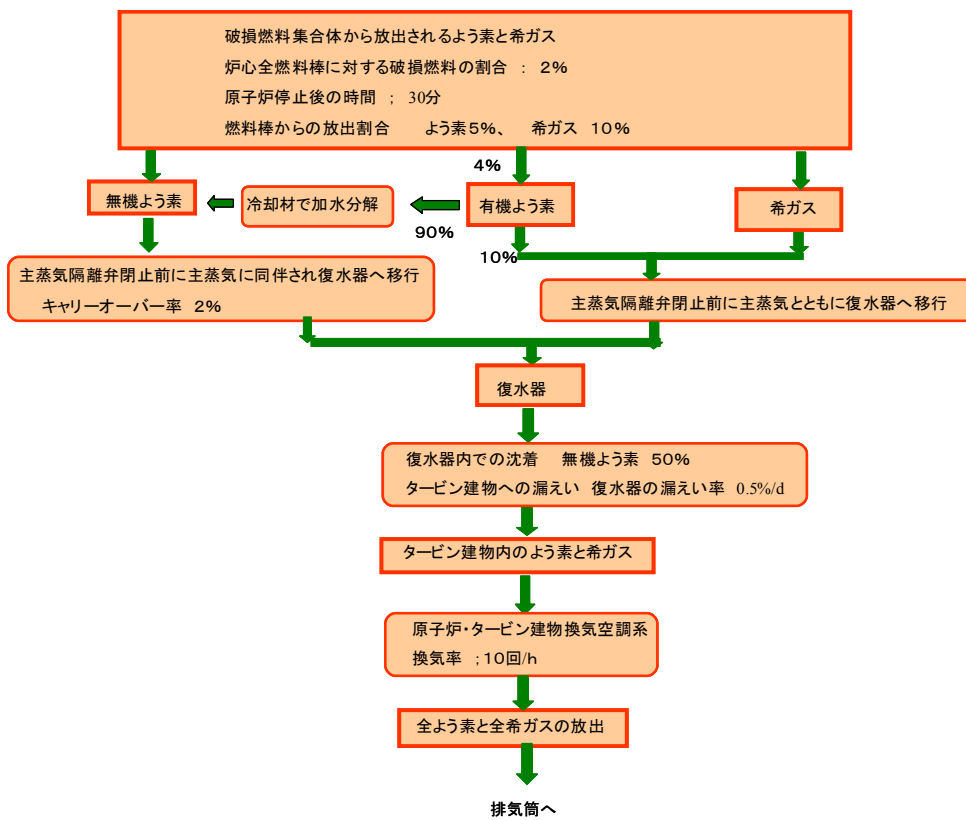 破損燃料集合体から放出されるよう素と希ガス
炉心全燃料棒に対する破損燃料の割合 : 2%
原子炉停止後の時間 ; 30分
燃料棒からの放出割合 よう素5%、 希ガス 10%
4%
無機よう素
冷却材で加水分解
有機よう素
希ガス
90%
10%
主蒸気隔離弁閉止前に主蒸気に同伴され復水器へ移行
キャリーオーバー率 2%
主蒸気隔離弁閉止前に主蒸気とともに復水器へ移行
復水器
復水器内での沈着 無機よう素 50%
タービン建物への漏えい 復水器の漏えい率 0.5%/d
タービン建物内のよう素と希ガス
原子炉・タービン建物換気空調系
換気率 ;10回/h
全よう素と全希ガスの放出
排気筒へ